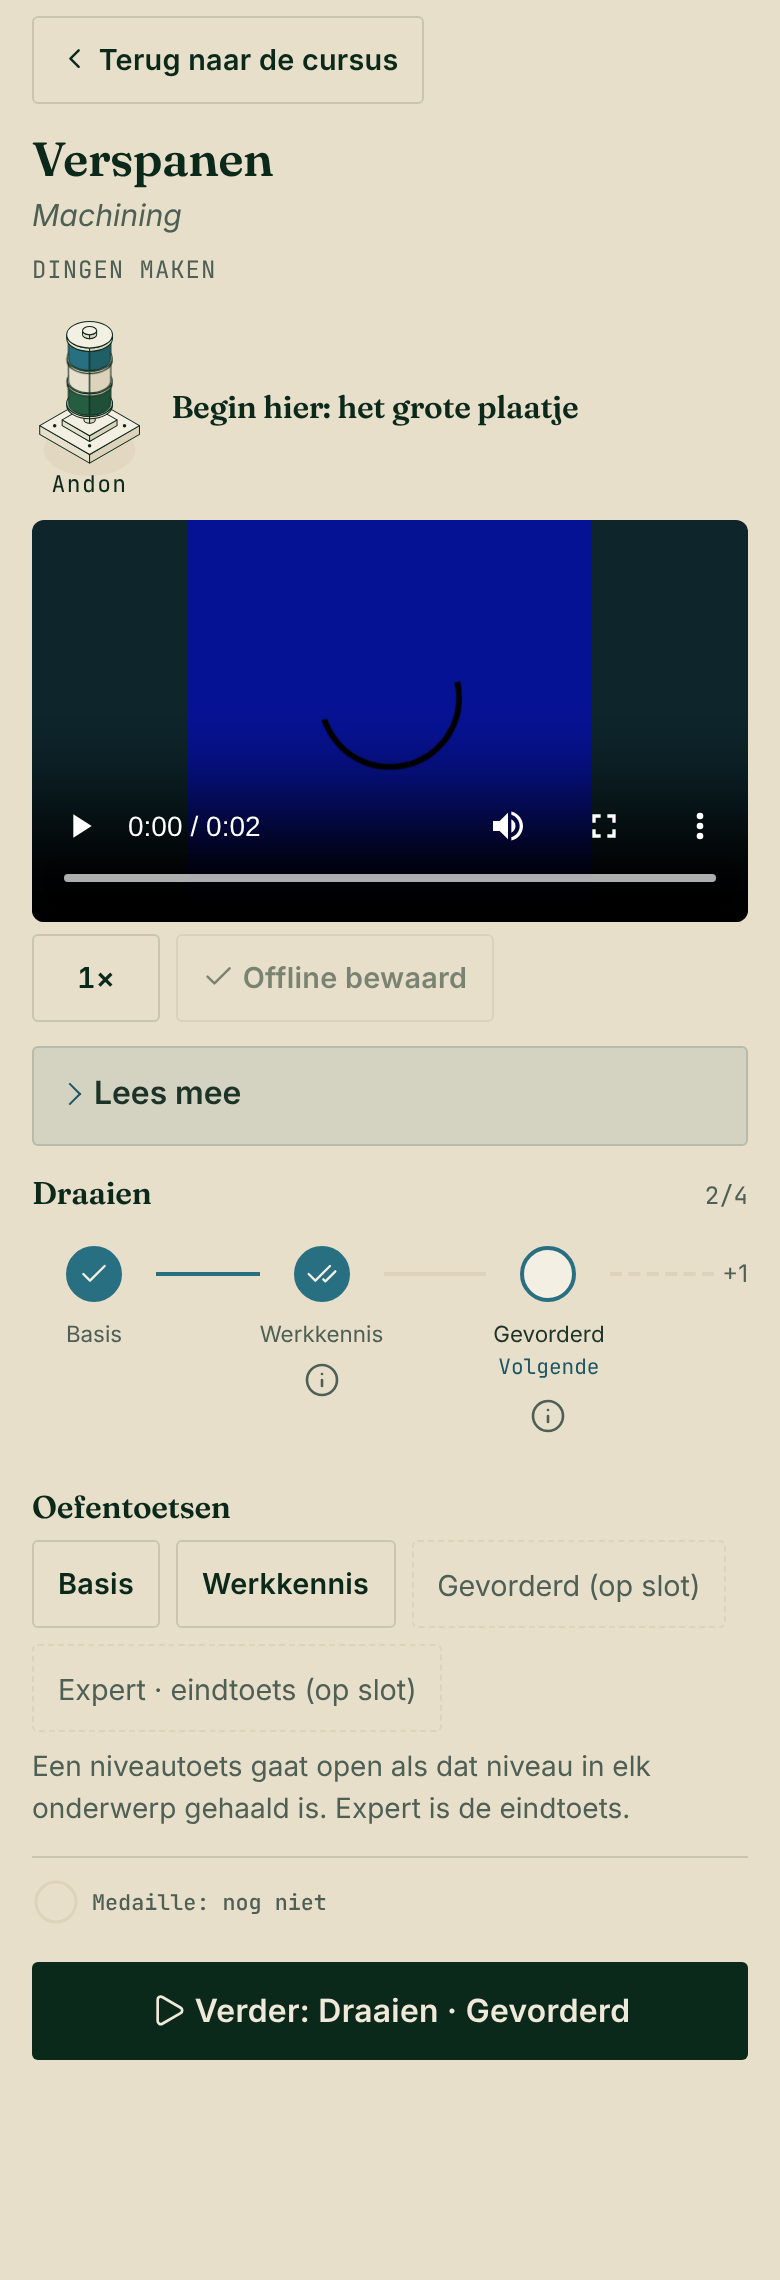 Terug naar de cursus
Verspanen
Machining
DINGEN MAKEN
Begin hier: het grote plaatje
Andon
0:00 / 0:02
1×
Offline bewaard
Lees mee
Draaien 2/4
+1
Basis Werkkennis Gevorderd
Volgende
Oefentoetsen
Basis Werkkennis Gevorderd (op slot)
Expert · eindtoets (op slot)
Een niveautoets gaat open als dat niveau in elk
onderwerp gehaald is. Expert is de eindtoets.
Medaille: nog niet
Verder: Draaien · Gevorderd